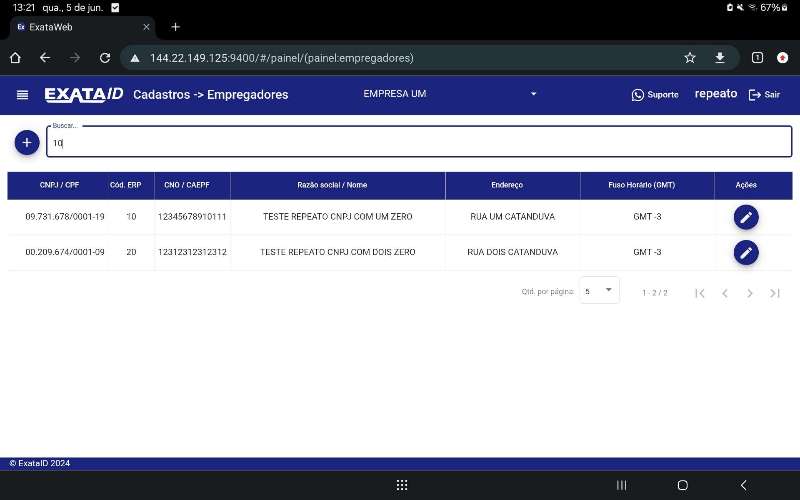 13:21 qua., 5 de jun. 67%
Ex ExataWeb
144.22.149.125:9400/#/painel/(painel:empregadores) 1
EXATAID Cadastros -> Empregadores EMPRESA UM Suporte repeato Sair
Buscar...
10
CNPJ / CPF Cód. ERP CNO / CAEPF Razão social / Nome Endereço Fuso Horário (GMT) Ações
09.731.678/0001-19 10 12345678910111 TESTE REPEATO CNPJ COM UM ZERO RUA UM CATANDUVA GMT -3
00.209.674/0001-09 20 12312312312312 TESTE REPEATO CNPJ COM DOIS ZERO RUA DOIS CATANDUVA GMT -3
Qtd. por página: 5 1 - 2 / 2
© ExataID 2024